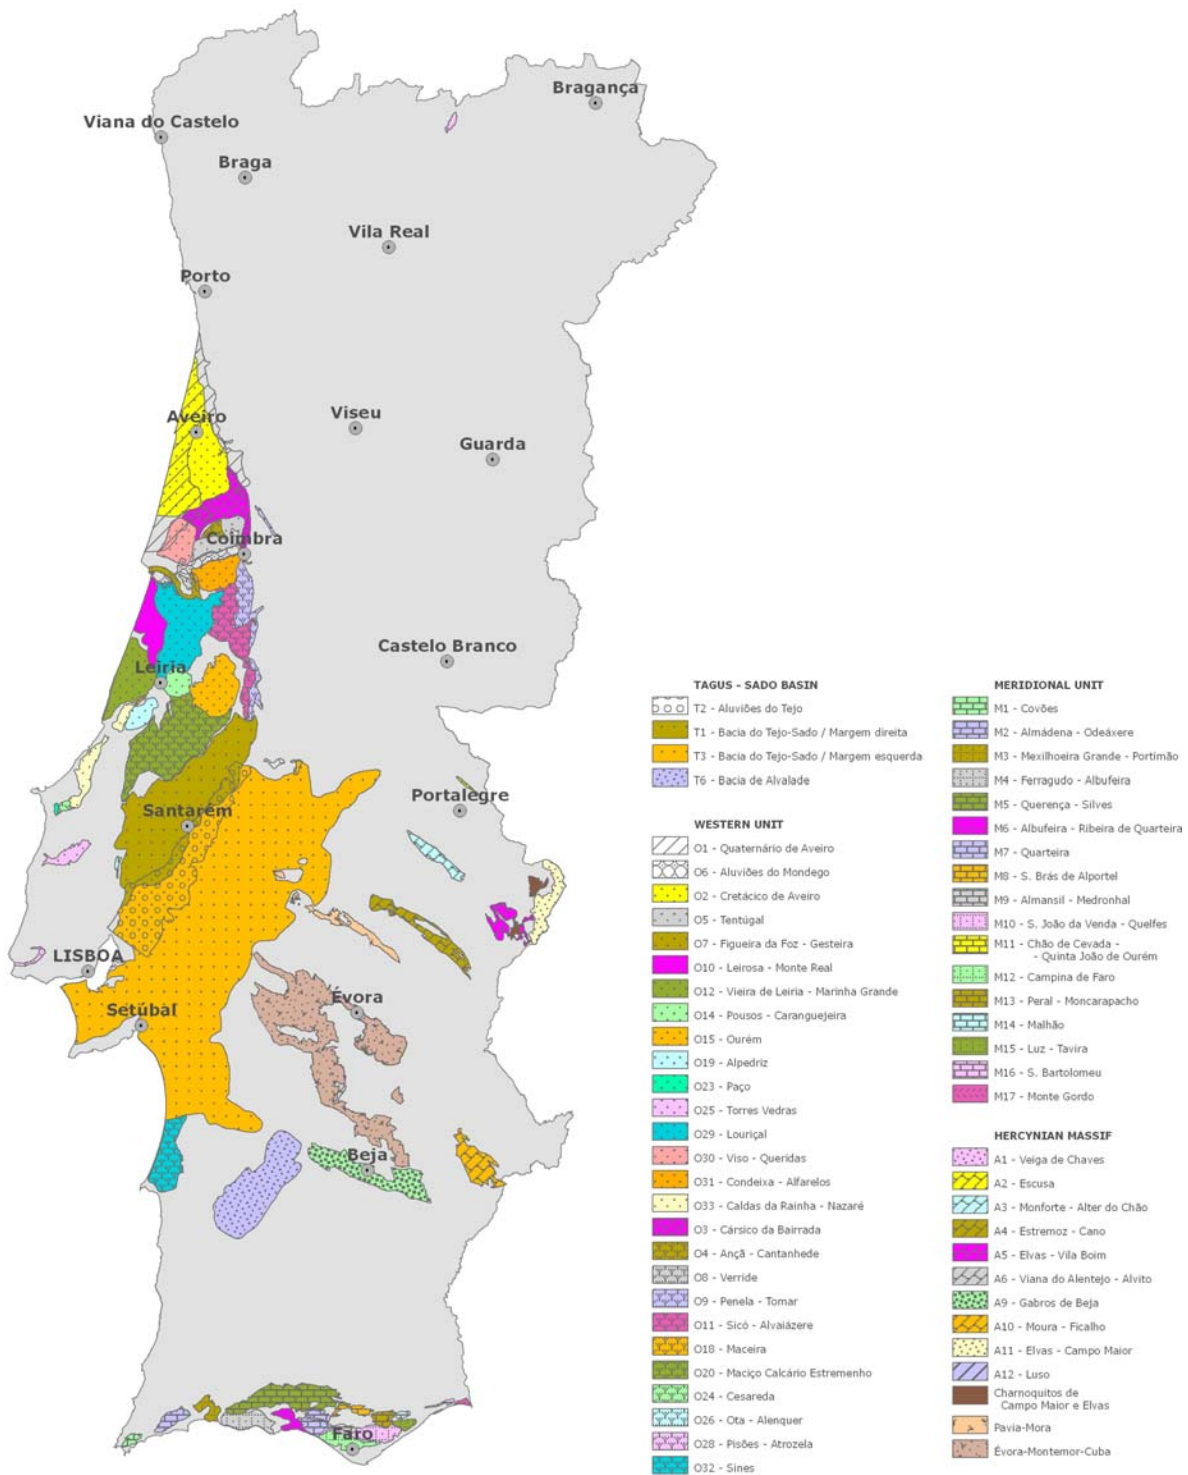 Bragança
Viana do Castelo
Braga
Vila Real
Porto
Aveiro
Viseu
Guarda
Coimbra
Castelo Branco
Leiria
Portalegre
Santarém
LISBOA
Évora
Setúbal
Beja
Faro
TAGUS - SADO BASIN
T2 - Aluviões do Tejo
T1 - Bacia do Tejo-Sado / Margem direita
T3 - Bacia do Tejo-Sado / Margem esquerda
T6 - Bacia de Alvalade
WESTERN UNIT
O1 - Quaternário de Aveiro
O6 - Aluviões do Mondego
O2 - Cretácico de Aveiro
O5 - Tentúgal
O7 - Figueira da Foz - Gesteira
O10 - Leirosa - Monte Real
O12 - Vieira de Leiria - Marinha Grande
O14 - Pousos - Caranguejeira
O15 - Ourém
O19 - Alpedriz
O23 - Paço
O25 - Torres Vedras
O29 - Louriçal
O30 - Viso - Queridas
O31 - Condeixa - Alfarelos
O33 - Caldas da Rainha - Nazaré
O3 - Cársico da Bairrada
O4 - Ançã - Cantanhede
O8 - Verride
O9 - Penela - Tomar
O11 - Sicó - Alvaiázere
O18 - Maceira
O20 - Maciço Calcário Estremenho
O24 - Cesareda
O26 - Ota - Alenquer
O28 - Pisões - Atrozela
O32 - Sines
MERIDIONAL UNIT
M1 - Covões
M2 - Almádena - Odeáxere
M3 - Mexilhoeira Grande - Portimão
M4 - Ferragudo - Albufeira
M5 - Querença - Silves
M6 - Albufeira - Ribeira de Quarteira
M7 - Quarteira
M8 - S. Brás de Alportel
M9 - Almansil - Medronhal
M10 - S. João da Venda - Quelfes
M11 - Chão de Cevada -
- Quinta João de Ourém
M12 - Campina de Faro
M13 - Peral - Moncarapacho
M14 - Malhão
M15 - Luz - Tavira
M16 - S. Bartolomeu
M17 - Monte Gordo
HERCYNIAN MASSIF
A1 - Veiga de Chaves
A2 - Escusa
A3 - Monforte - Alter do Chão
A4 - Estremoz - Cano
A5 - Elvas - Vila Boim
A6 - Viana do Alentejo - Alvito
A9 - Gabros de Beja
A10 - Moura - Ficalho
A11 - Elvas - Campo Maior
A12 - Luso
Charnoquitos de
Campo Maior e Elvas
Pavia-Mora
Évora-Montemor-Cuba